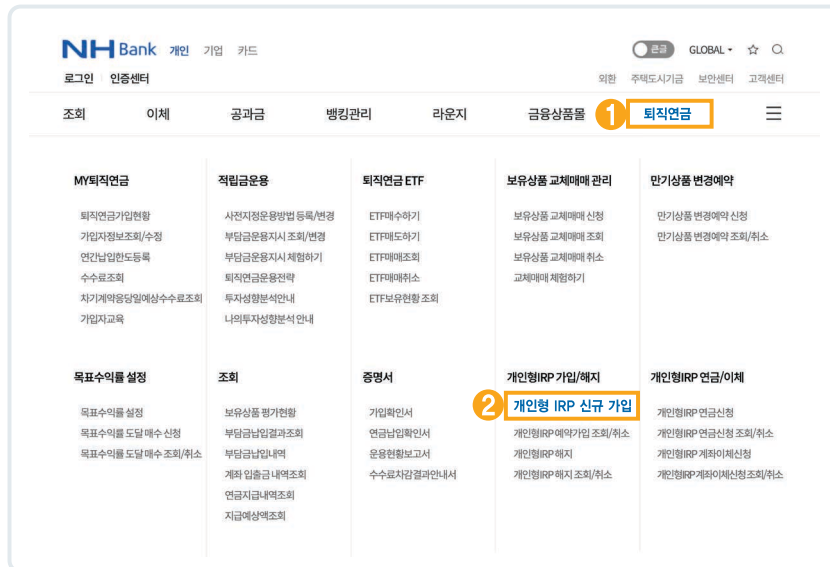 NH Bank 개인 기업 카드 큰글 GLOBAL
로그인 인증센터 외환 주택도시기금 보안센터 고객센터
조회 이체 공과금 뱅킹관리 라운지 금융상품몰 1 퇴직연금
MY퇴직연금
퇴직연금가입현황
가입자정보조회/수정
연간납입한도등록
수수료조회
차기계약응당일예상수수료조회
가입자교육
적립금운용
사전지정운용방법 등록/변경
부담금운용지시 조회/변경
부담금운용지시 체험하기
퇴직연금운용전략
투자성향분석안내
나의투자성향분석 안내
퇴직연금 ETF
ETF매수하기
ETF매도하기
ETF매매조회
ETF매매취소
ETF보유현황 조회
보유상품 교체매매 관리
보유상품 교체매매 신청
보유상품 교체매매 조회
보유상품 교체매매 취소
교체매매 체험하기
만기상품 변경예약
만기상품 변경예약 신청
만기상품 변경예약 조회/취소
목표수익률 설정
목표수익률 설정
목표수익률 도달 매수 신청
목표수익률 도달 매수 조회/취소
조회
보유상품 평가현황
부담금납입결과조회
부담금납입내역
계좌 입출금 내역조회
연금지급내역조회
지급예상액조회
증명서
가입확인서
연금납입확인서
운용현황보고서
수수료차감결과안내서
개인형IRP 가입/해지
2 개인형 IRP 신규 가입
개인형IRP 예약가입 조회/취소
개인형IRP 해지
개인형IRP 해지 조회/취소
개인형IRP 연금/이체
개인형IRP 연금신청
개인형IRP 연금신청 조회/취소
개인형IRP 계좌이체신청
개인형IRP계좌이체신청조회/취소